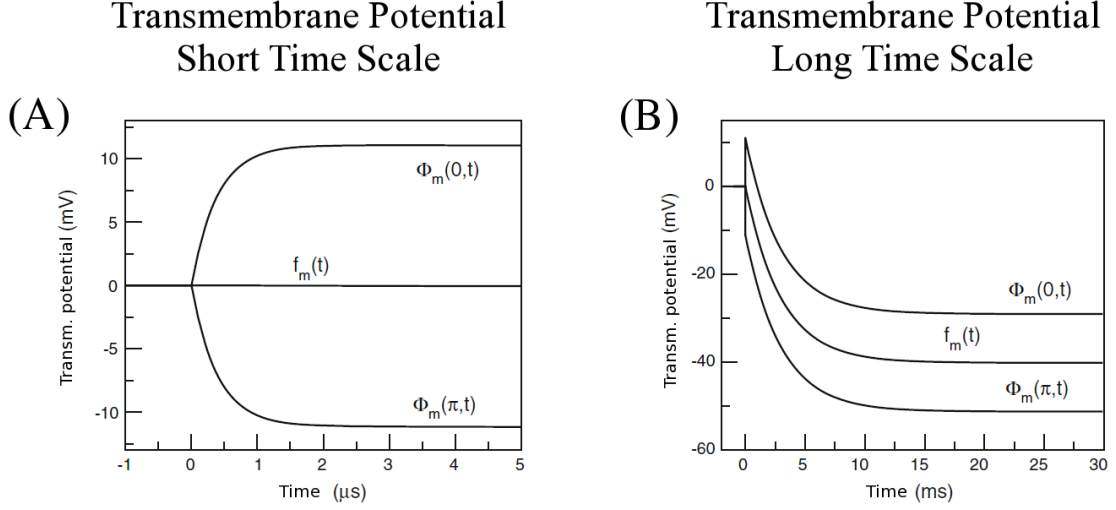 Transmembrane Potential
Short Time Scale
(A)
Transm. potential (mV)
10
5
0
-5
-10
Φm(0,t)
fm(t)
Φm(π,t)
-1 0 1 2 3 4 5
Time (μs)
Transmembrane Potential
Long Time Scale
(B)
Transm. potential (mV)
0
-20
-40
-60
Φm(0,t)
fm(t)
Φm(π,t)
0 5 10 15 20 25 30
Time (ms)